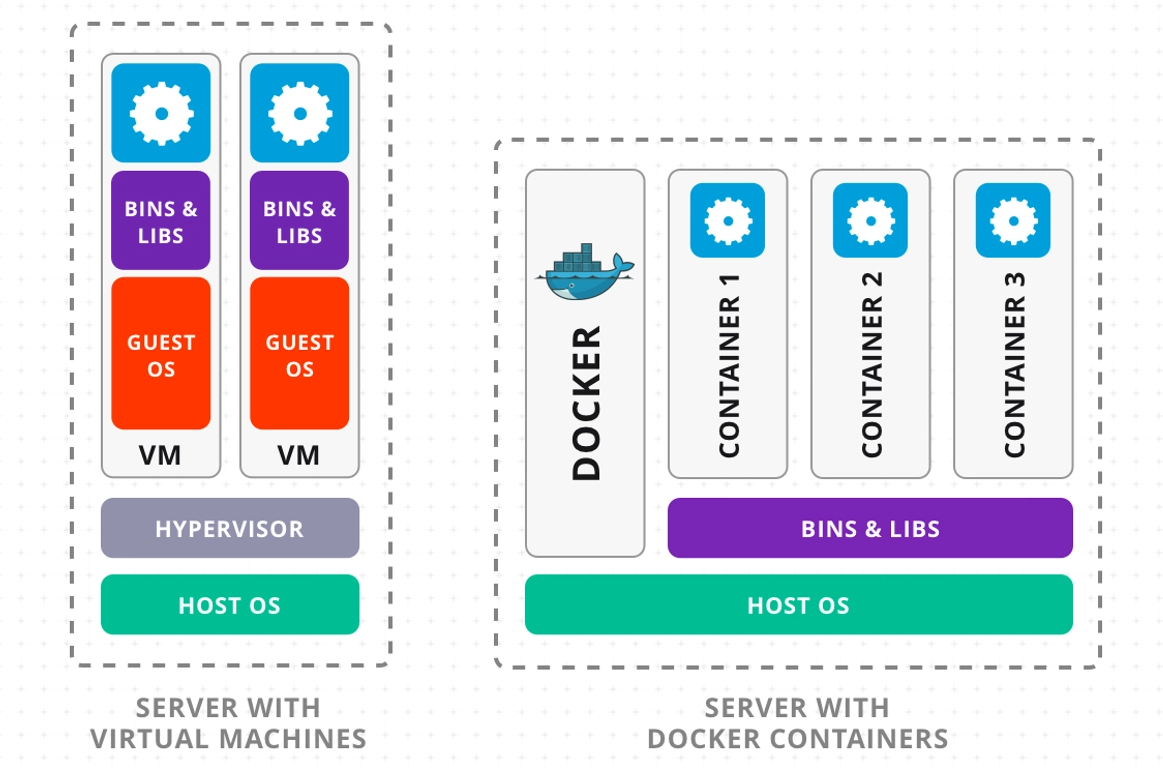 BINS &
LIBS
GUEST
OS
VM
BINS &
LIBS
GUEST
OS
VM
HYPERVISOR
HOST OS
SERVER WITH
VIRTUAL MACHINES
DOCKER
CONTAINER 1
CONTAINER 2
CONTAINER 3
BINS & LIBS
HOST OS
SERVER WITH
DOCKER CONTAINERS